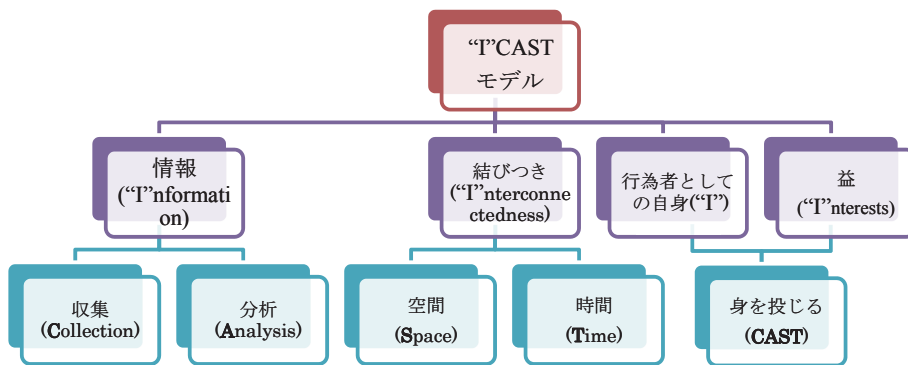 “I”CAST
モデル
情報
(“I”nformati
on)
結びつき
(“I”nterconne
ctedness)
行為者として
の自身(“I”)
益
(“I”nterests)
収集
(Collection)
分析
(Analysis)
空間
(Space)
時間
(Time)
身を投じる
(CAST)